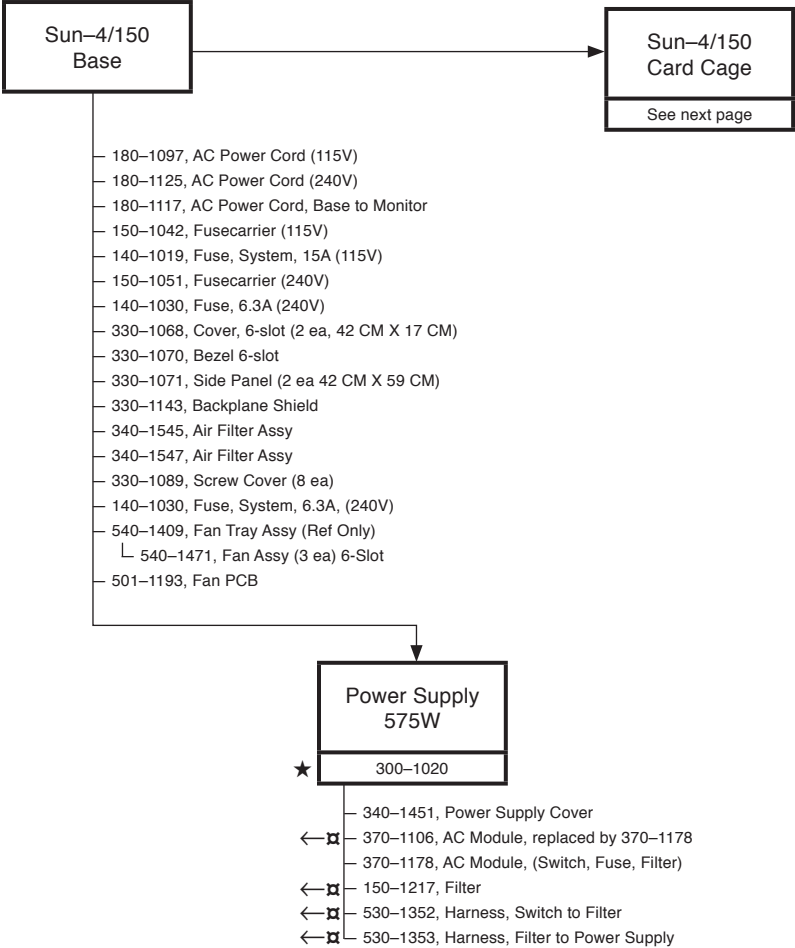 Sun–4/150
Base
Sun–4/150
Card Cage
See next page
180–1097, AC Power Cord (115V)
180–1125, AC Power Cord (240V)
180–1117, AC Power Cord, Base to Monitor
150–1042, Fusecarrier (115V)
140–1019, Fuse, System, 15A (115V)
150–1051, Fusecarrier (240V)
140–1030, Fuse, 6.3A (240V)
330–1068, Cover, 6-slot (2 ea, 42 CM X 17 CM)
330–1070, Bezel 6-slot
330–1071, Side Panel (2 ea 42 CM X 59 CM)
330–1143, Backplane Shield
340–1545, Air Filter Assy
340–1547, Air Filter Assy
330–1089, Screw Cover (8 ea)
140–1030, Fuse, System, 6.3A, (240V)
540–1409, Fan Tray Assy (Ref Only)
540–1471, Fan Assy (3 ea) 6-Slot
501–1193, Fan PCB
Power Supply
575W
★ 300–1020
340–1451, Power Supply Cover
←¤ 370–1106, AC Module, replaced by 370–1178
370–1178, AC Module, (Switch, Fuse, Filter)
←¤ 150–1217, Filter
←¤ 530–1352, Harness, Switch to Filter
←¤ 530–1353, Harness, Filter to Power Supply